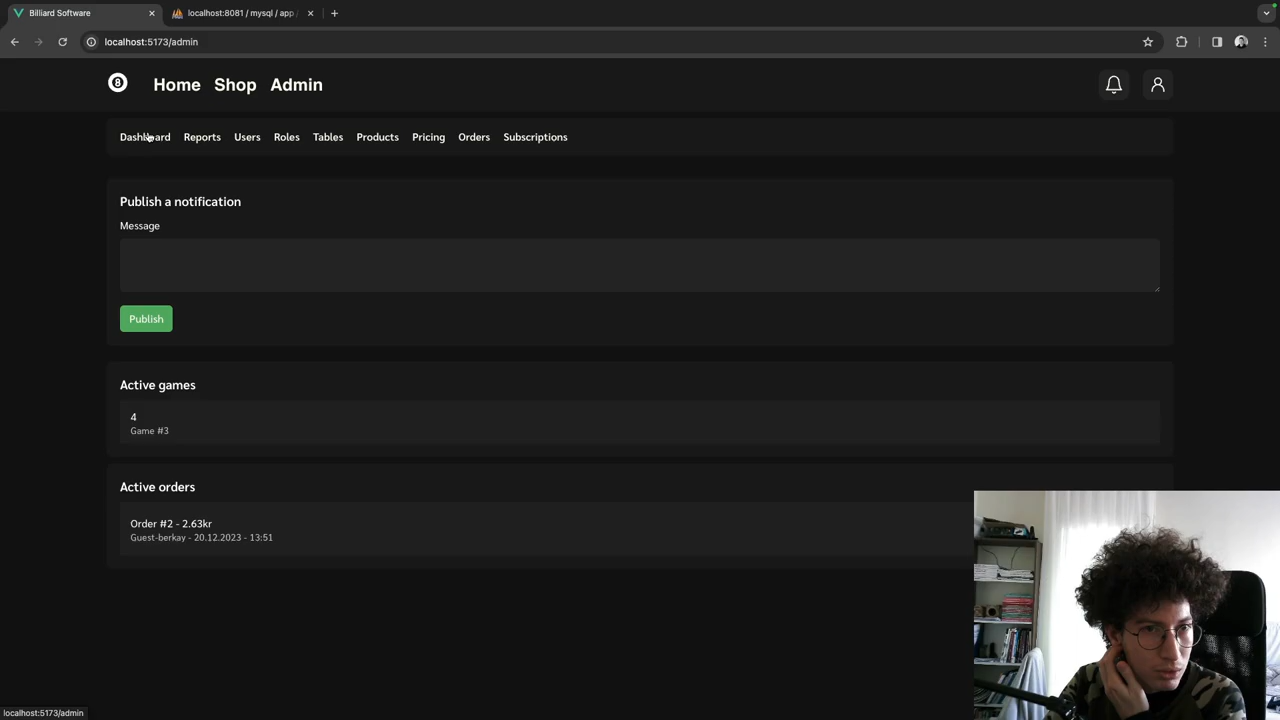 Billiard Software
localhost:8081 / mysql / app /
localhost:5173/admin
8
Home Shop Admin
Dashboard Reports Users Roles Tables Products Pricing Orders Subscriptions
Publish a notification
Message
Publish
Active games
4
Game #3
Active orders
Order #2 - 2.63kr
Guest-berkay - 20.12.2023 - 13:51
localhost:5173/admin